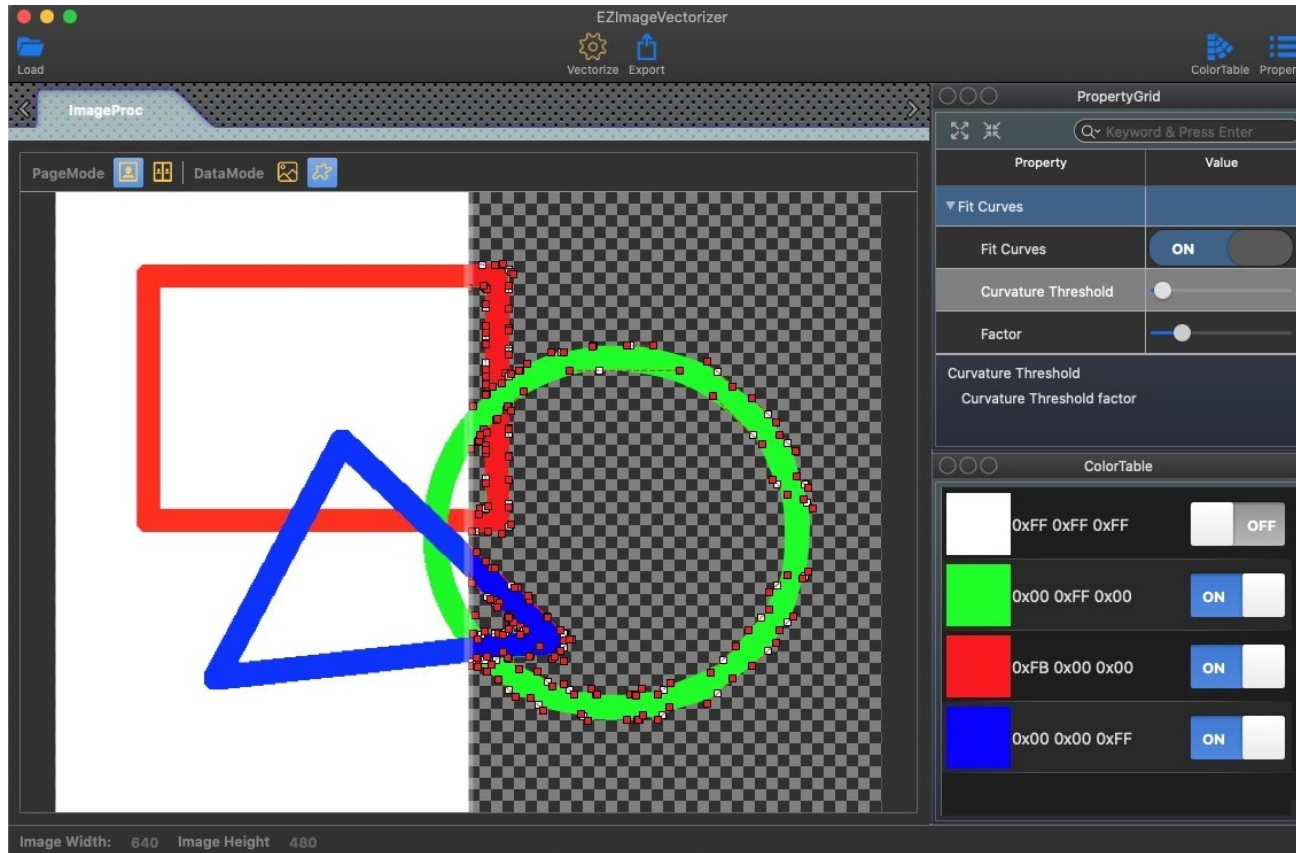 EZImageVectorizer
Load
Vectorize Export
ColorTable Proper
ImageProc
PageMode DataMode
PropertyGrid
Keyword & Press Enter
Property Value
Fit Curves
Fit Curves ON
Curvature Threshold
Factor
Curvature Threshold
Curvature Threshold factor
ColorTable
0xFF 0xFF 0xFF OFF
0x00 0xFF 0x00 ON
0xFB 0x00 0x00 ON
0x00 0x00 0xFF ON
Image Width: 640 Image Height 480